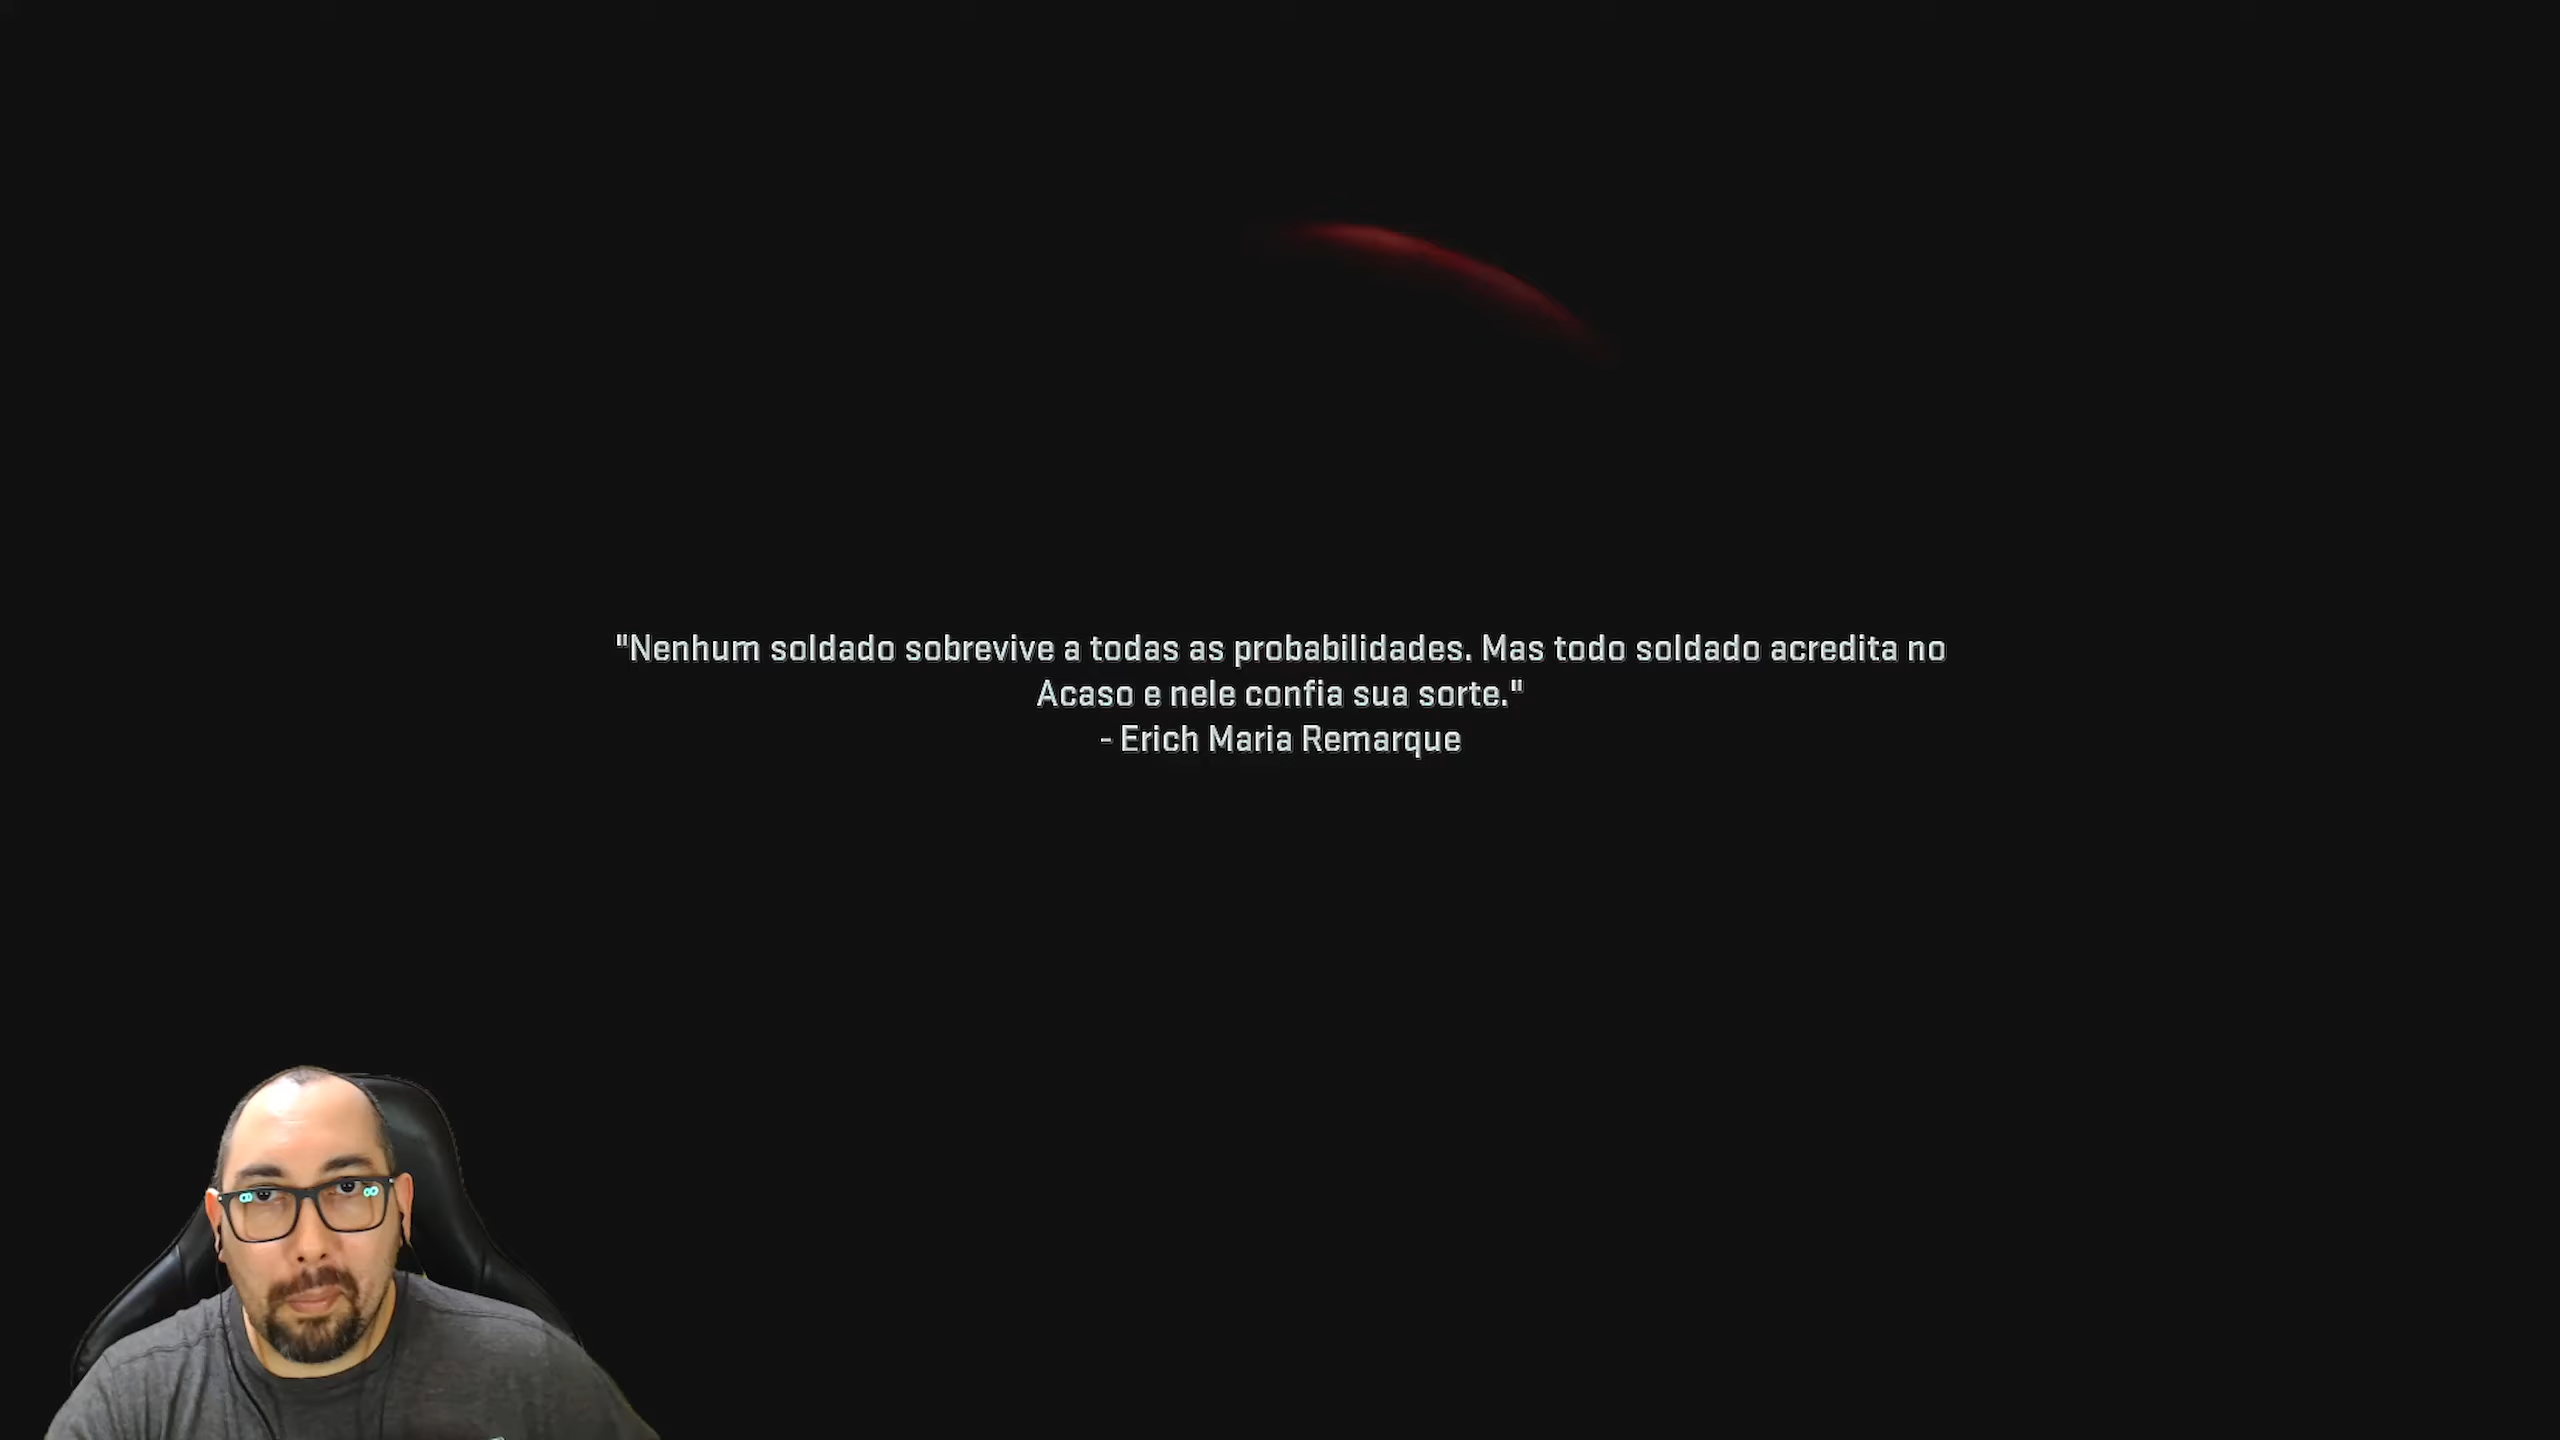 "Nenhum soldado sobrevive a todas as probabilidades. Mas todo soldado acredita no
Acaso e nele confia sua sorte."
- Erich Maria Remarque